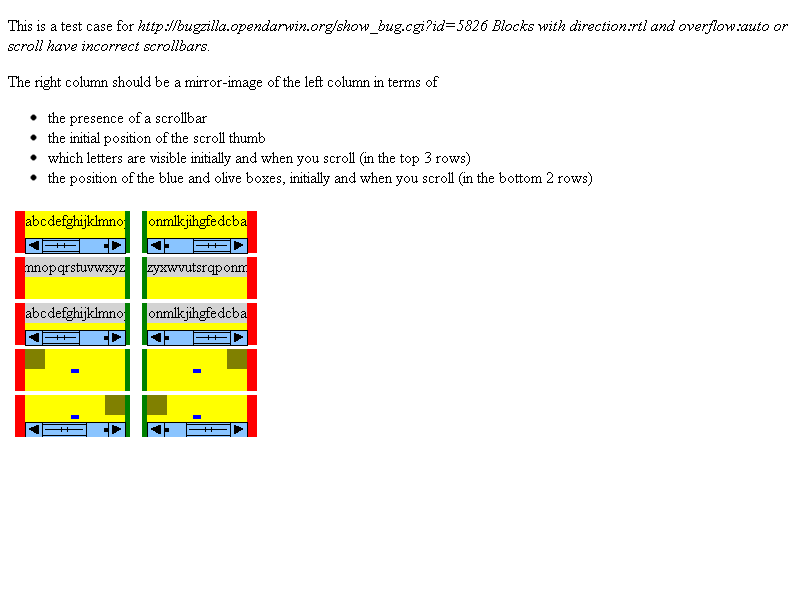 This is a test case for http://bugzilla.opendarwin.org/show_bug.cgi?id=5826 Blocks with direction:rtl and overflow:auto or
scroll have incorrect scrollbars.
The right column should be a mirror-image of the left column in terms of
the presence of a scrollbar
the initial position of the scroll thumb
which letters are visible initially and when you scroll (in the top 3 rows)
the position of the blue and olive boxes, initially and when you scroll (in the bottom 2 rows)
abcdefghijklmno onmlkjihgfedcba
mnopqrstuvwxyz zyxwvutsrqponm
abcdefghijklmno onmlkjihgfedcba